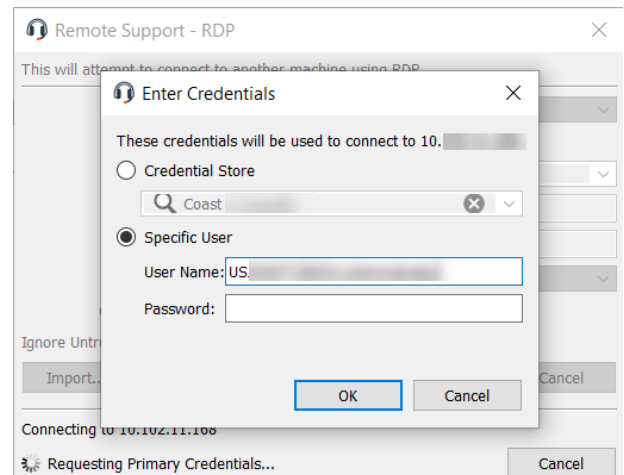 Remote Support - RDP
This will attempt to connect to another machine using RDP
Enter Credentials
These credentials will be used to connect to 10.
Credential Store
Coast
Specific User
User Name: US
Password:
Ignore Untr
Import..
Cancel
OK
Cancel
Connecting to 10.102.11.168
Requesting Primary Credentials...
Cancel